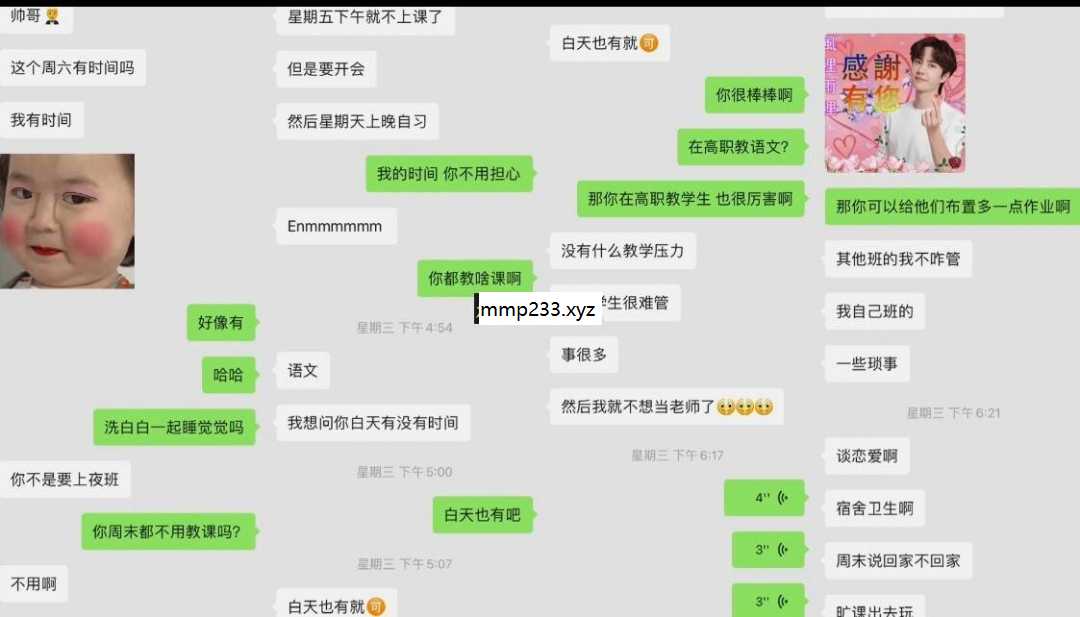 帅哥
这个周六有时间吗
我有时间
好像有
哈哈
洗白白一起睡觉觉吗
你不是要上夜班
你周末都不用教课吗?
不用啊
星期五下午就不上课了
但是要开会
然后星期天上晚自习
我的时间 你不用担心
Enmmmmmm
你都教啥课啊
星期三 下午4:54
语文
我想问你白天有没有时间
星期三 下午5:00
白天也有吧
星期三 下午5:07
白天也有就🉑
mmp233.xyz
白天也有就🉑
你很棒棒啊
在高职教语文?
那你在高职教学生 也很厉害啊
没有什么教学压力
生很难管
事很多
然后我就不想当老师了
星期三 下午6:17
4''
3''
3''
感謝
有您
那你可以给他们布置多一点作业啊
其他班的我不咋管
我自己班的
一些琐事
星期三 下午6:21
谈恋爱啊
宿舍卫生啊
周末说回家不回家
旷课出去玩